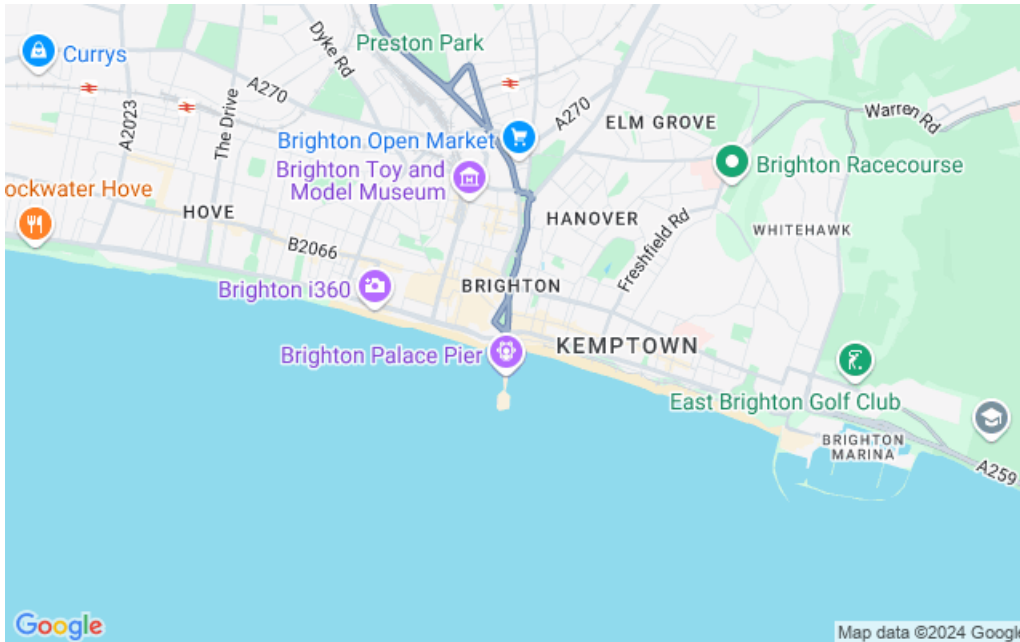 Preston Park
Dyke Rd
Currys
A270
The Drive
A2023
A270
Warren Rd
ELM GROVE
Brighton Open Market
Brighton Toy and
Model Museum
Brighton Racecourse
ockwater Hove
HOVE
HANOVER
Freshfield Rd
WHITEHAWK
B2066
Brighton i360
BRIGHTON
Brighton Palace Pier
KEMPTOWN
East Brighton Golf Club
BRIGHTON
MARINA
A259
Google
Map data ©2024 Google